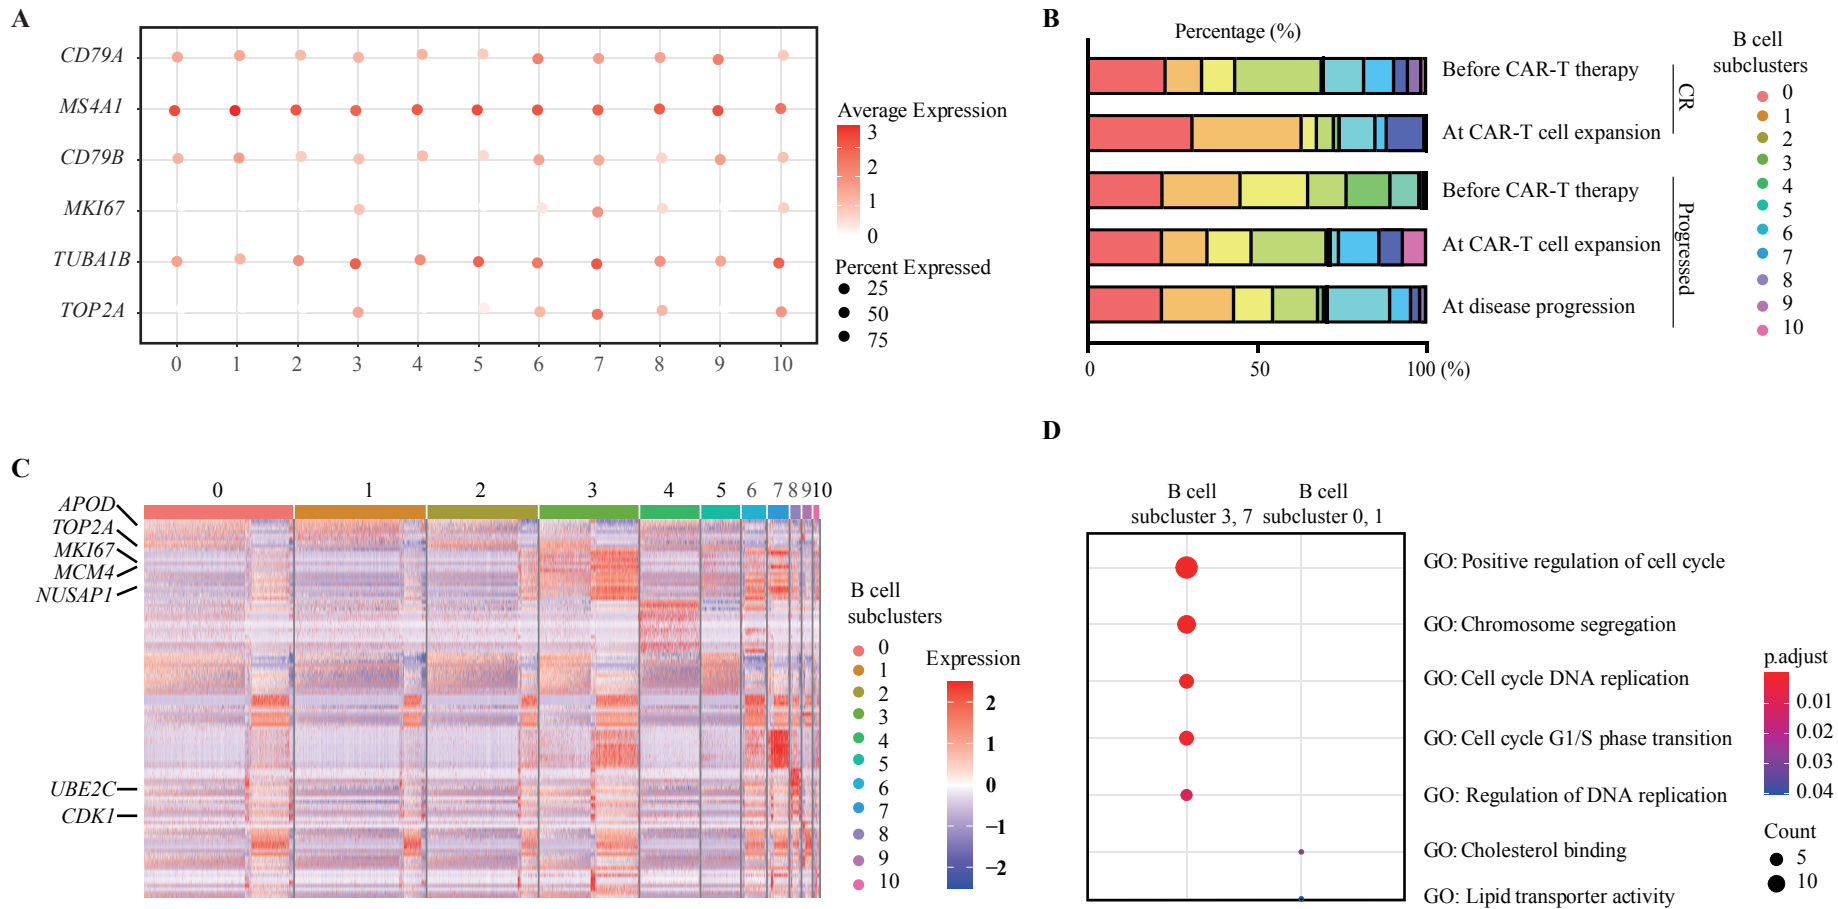 A
CD79A
MS4A1
CD79B
MKI67
TUBA1B
TOP2A
0 1 2 3 4 5 6 7 8 9 10
Average Expression
3
2
1
0
Percent Expressed
25
50
75
B
Percentage (%)
Before CAR-T therapy
At CAR-T cell expansion
CR
Before CAR-T therapy
At CAR-T cell expansion
At disease progression
Progressed
0 50 100 (%)
B cell
subclusters
0
1
2
3
4
5
6
7
8
9
10
C
0 1 2 3 4 5 6 7 8 9 10
APOD
TOP2A
MKI67
MCM4
NUSAP1
UBE2C
CDK1
B cell
subclusters
0
1
2
3
4
5
6
7
8
9
10
Expression
2
1
0
−1
−2
D
B cell
subcluster 3, 7
B cell
subcluster 0, 1
GO: Positive regulation of cell cycle
GO: Chromosome segregation
GO: Cell cycle DNA replication
GO: Cell cycle G1/S phase transition
GO: Regulation of DNA replication
GO: Cholesterol binding
GO: Lipid transporter activity
p.adjust
0.01
0.02
0.03
0.04
Count
5
10